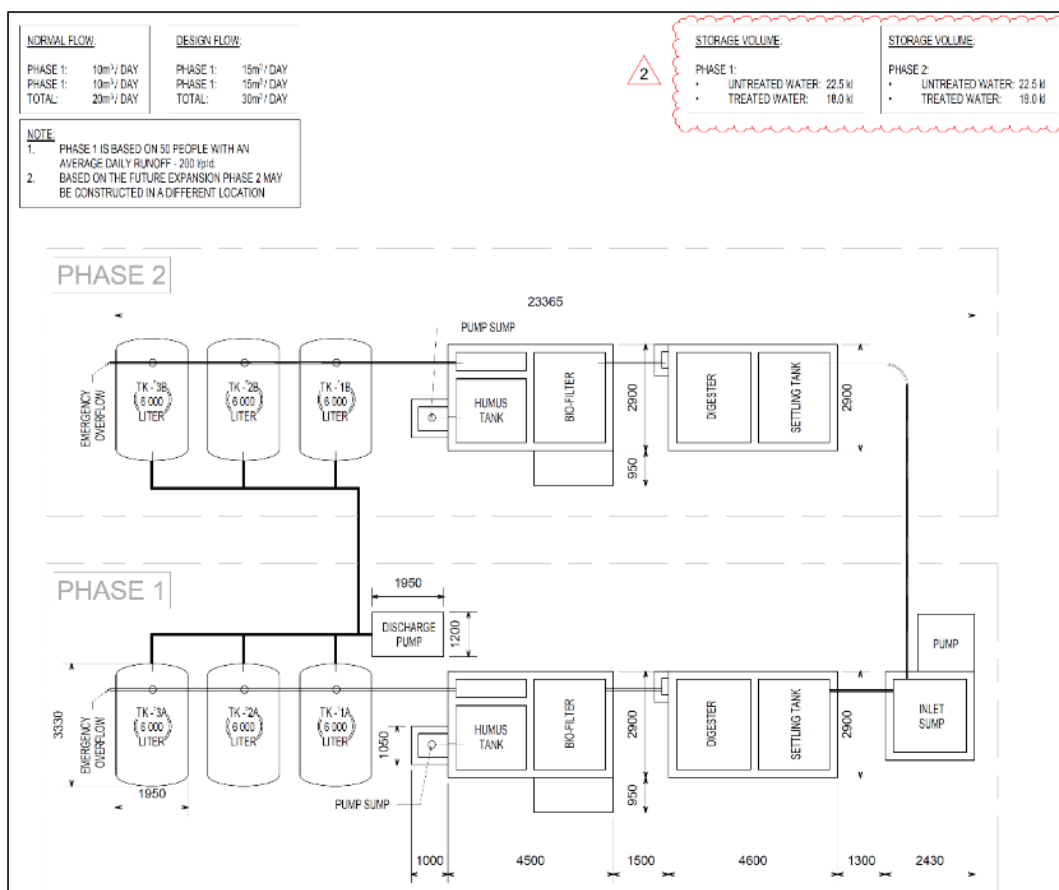 NORMAL FLOW:
PHASE 1: 10m³/ DAY
PHASE 1: 10m³/ DAY
TOTAL: 20m³/ DAY
DESIGN FLOW:
PHASE 1: 15m³/ DAY
PHASE 1: 15m³/ DAY
TOTAL: 30m³/ DAY
2
STORAGE VOLUME:
PHASE 1:
• UNTREATED WATER: 22.5 kl
• TREATED WATER: 18.0 kl
STORAGE VOLUME:
PHASE 2:
• UNTREATED WATER: 22.5 kl
• TREATED WATER: 18.0 kl
NOTE:
1. PHASE 1 IS BASED ON 50 PEOPLE WITH AN
AVERAGE DAILY RUNOFF - 200 l/p/d.
2. BASED ON THE FUTURE EXPANSION PHASE 2 MAY
BE CONSTRUCTED IN A DIFFERENT LOCATION
PHASE 2
23365
PUMP SUMP
EMERGENCY
OVERFLOW
TK - 3B
6 000
LITER
TK - 2B
6 000
LITER
TK - 1B
6 000
LITER
HUMUS
TANK
BIO-FILTER
2900
950
DIGESTER
SETTLING TANK
2900
PHASE 1
1950
DISCHARGE
PUMP
1200
PUMP
3330
EMERGENCY
OVERFLOW
TK - 3A
6 000
LITER
TK - 2A
6 000
LITER
TK - 1A
6 000
LITER
1050
HUMUS
TANK
BIO-FILTER
2900
950
DIGESTER
SETTLING TANK
2900
INLET
SUMP
1950
PUMP SUMP
1000
4500
1500
4600
1300
2430